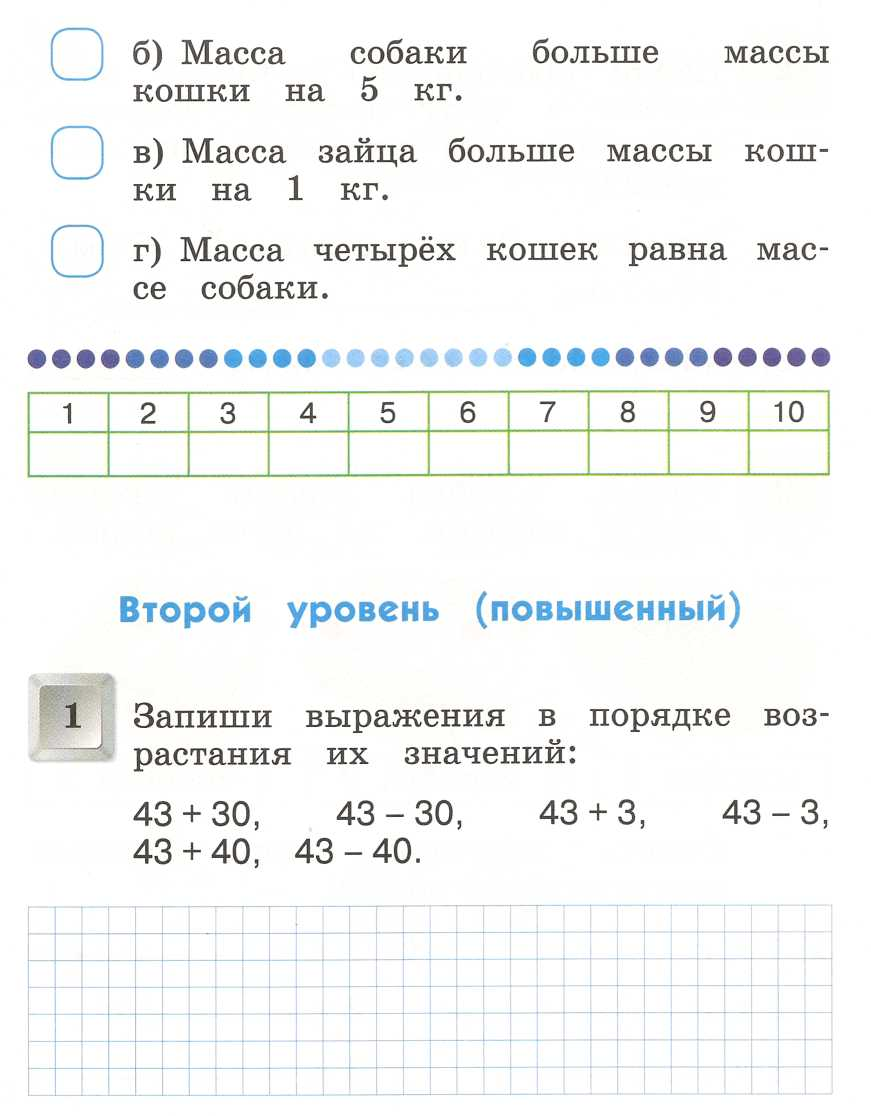 б) Масса собаки больше массы
кошки на 5 кг.
в) Масса зайца больше массы кош-
ки на 1 кг.
г) Масса четырёх кошек равна мас-
се собаки.
1 2 3 4 5 6 7 8 9 10
Второй уровень (повышенный)
1 Запиши выражения в порядке воз-
растания их значений:
43 + 30, 43 – 30, 43 + 3, 43 – 3,
43 + 40, 43 – 40.